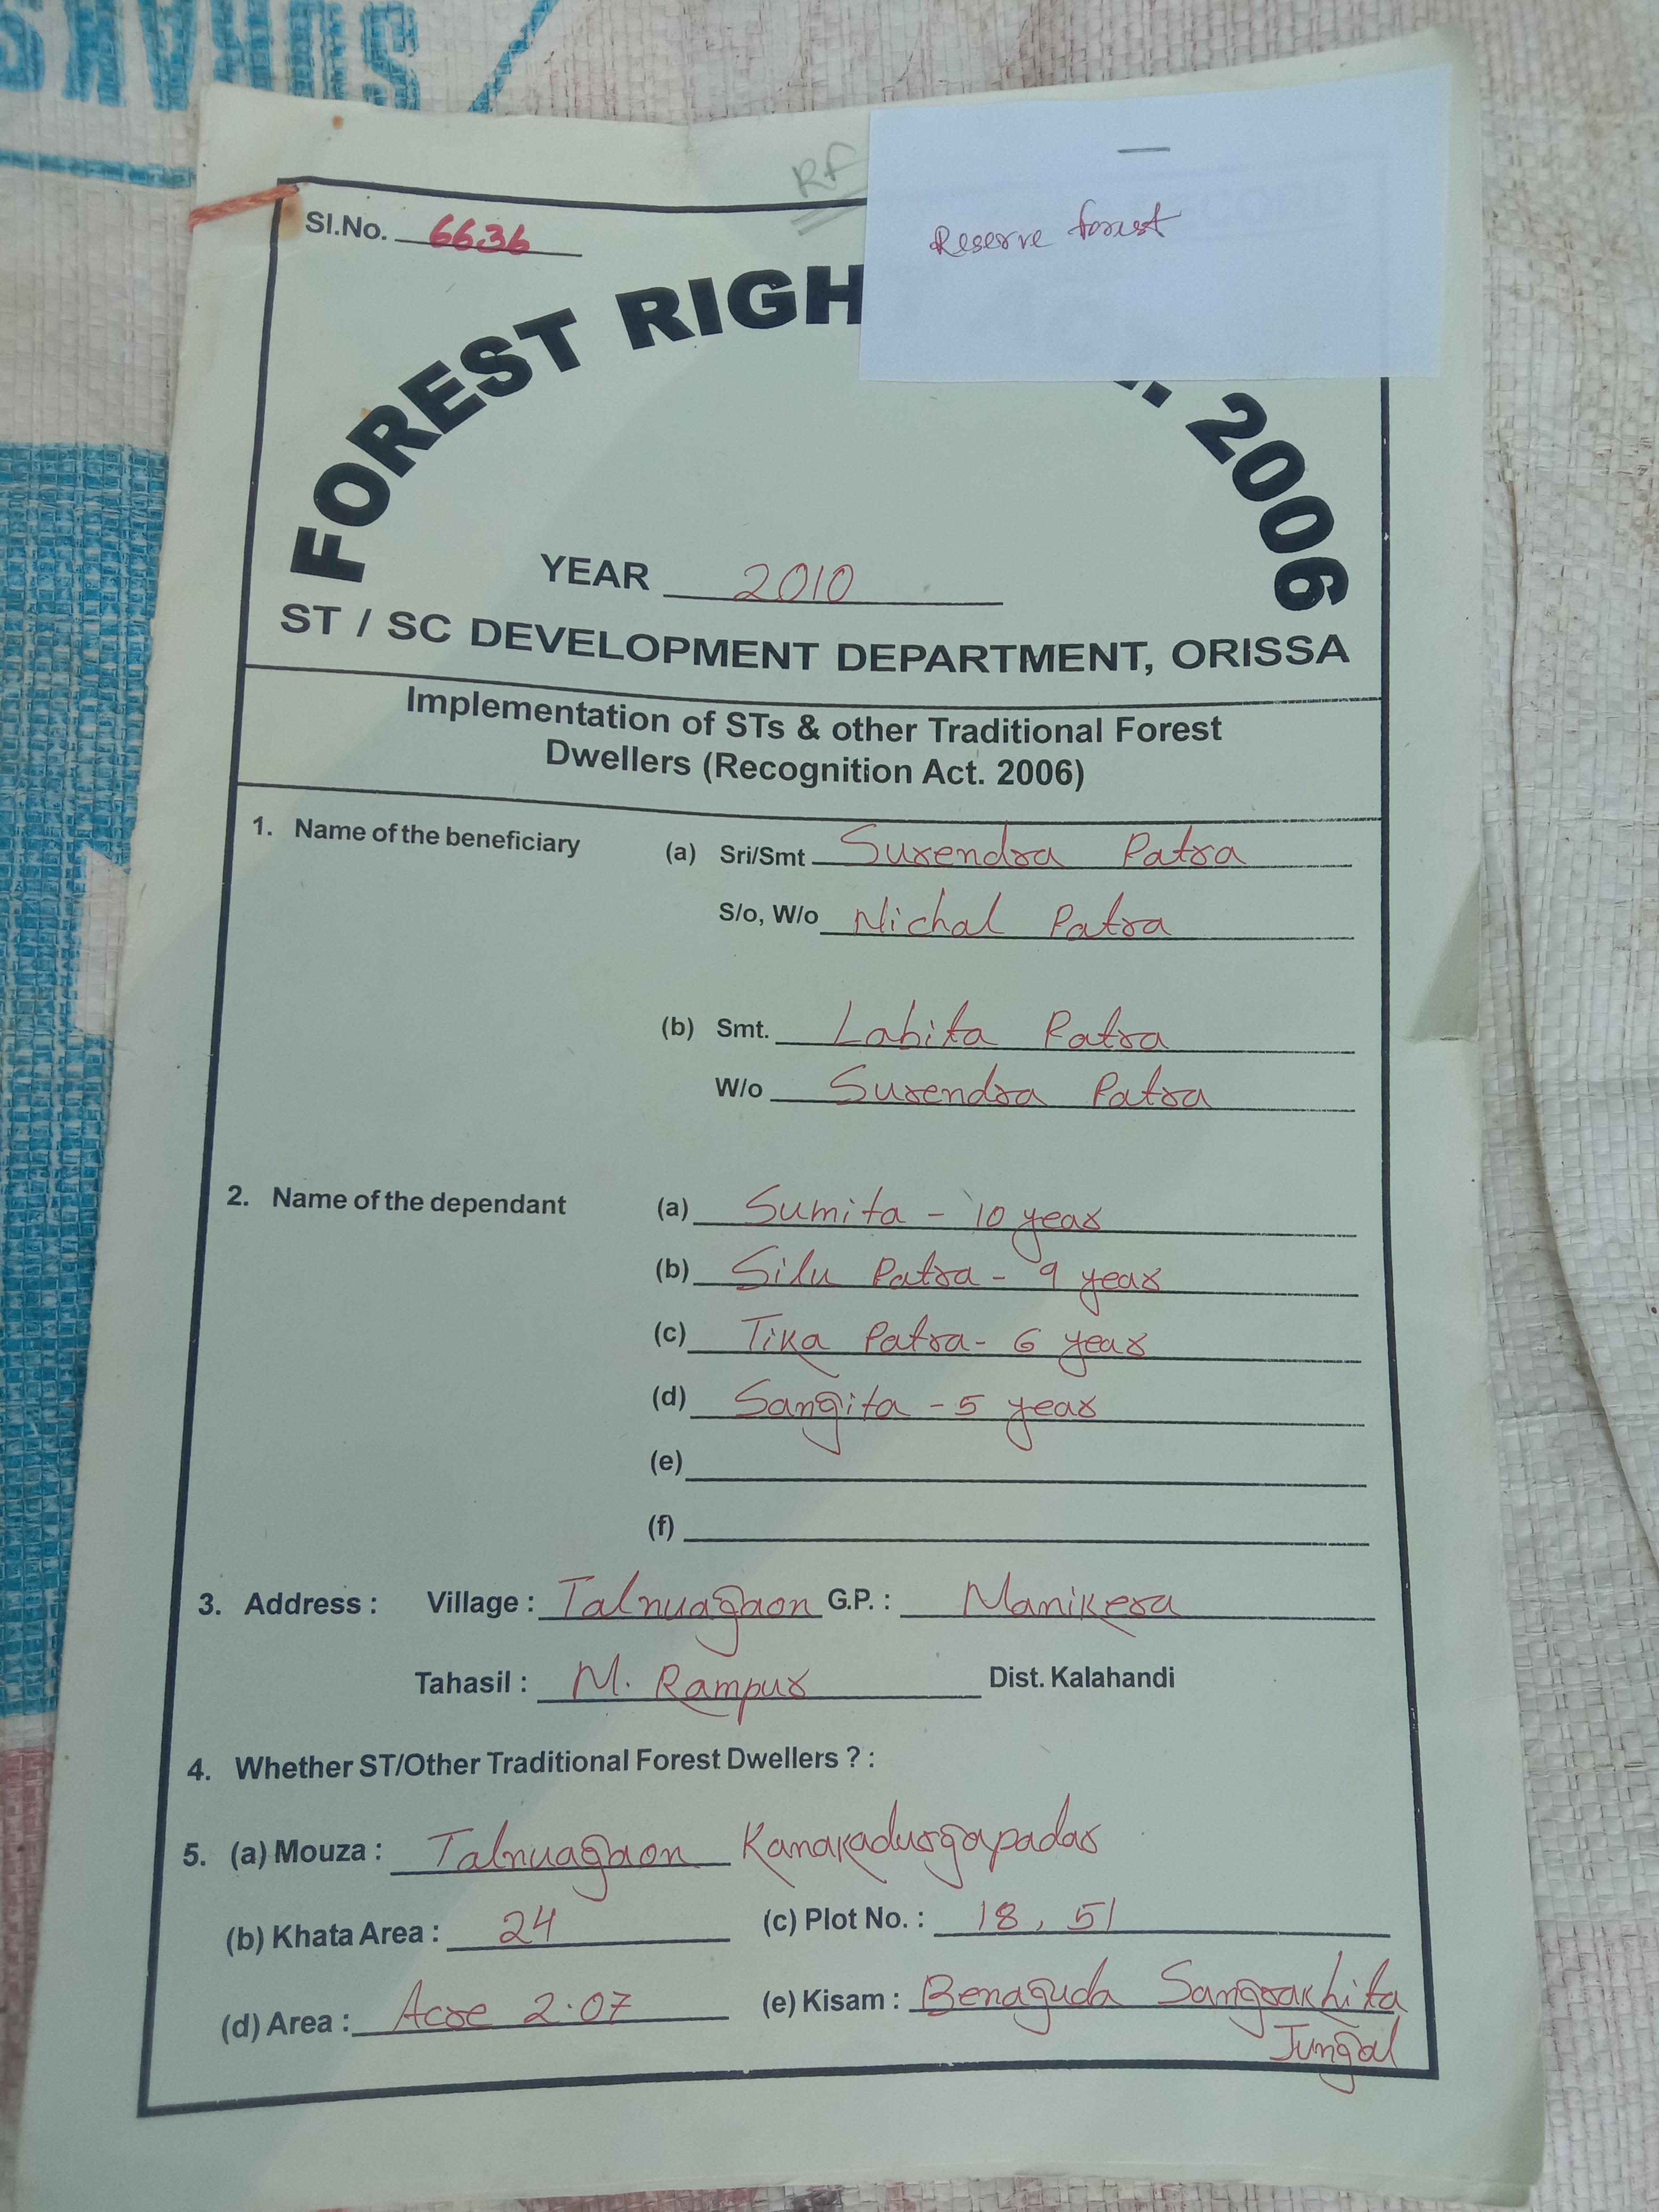 SURAKS
RF
Reserve forest
Sl.No. 6636
FOREST RIGH
. 2006
YEAR 2010
ST / SC DEVELOPMENT DEPARTMENT, ORISSA
Implementation of STs & other Traditional Forest
Dwellers (Recognition Act. 2006)
1. Name of the beneficiary (a) Sri/Smt Surendra Patra
S/o, W/o Nichal Patra
(b) Smt. Labita Patra
W/o Surendra Patra
2. Name of the dependant (a) Sumita - 10 year
(b) Silu Patra - 9 year
(c) Tika Patra - 6 year
(d) Sangita - 5 year
(e)
(f)
3. Address : Village : Talnuagaon G.P. : Manikera
Tahasil : M. Rampur Dist. Kalahandi
4. Whether ST/Other Traditional Forest Dwellers ? :
5. (a) Mouza : Talnuagaon Kanakadurgapadar
(b) Khata Area : 24 (c) Plot No. : 18, 51
(d) Area : Acre 2.07 (e) Kisam : Benaguda Sangrakhita
Jungal